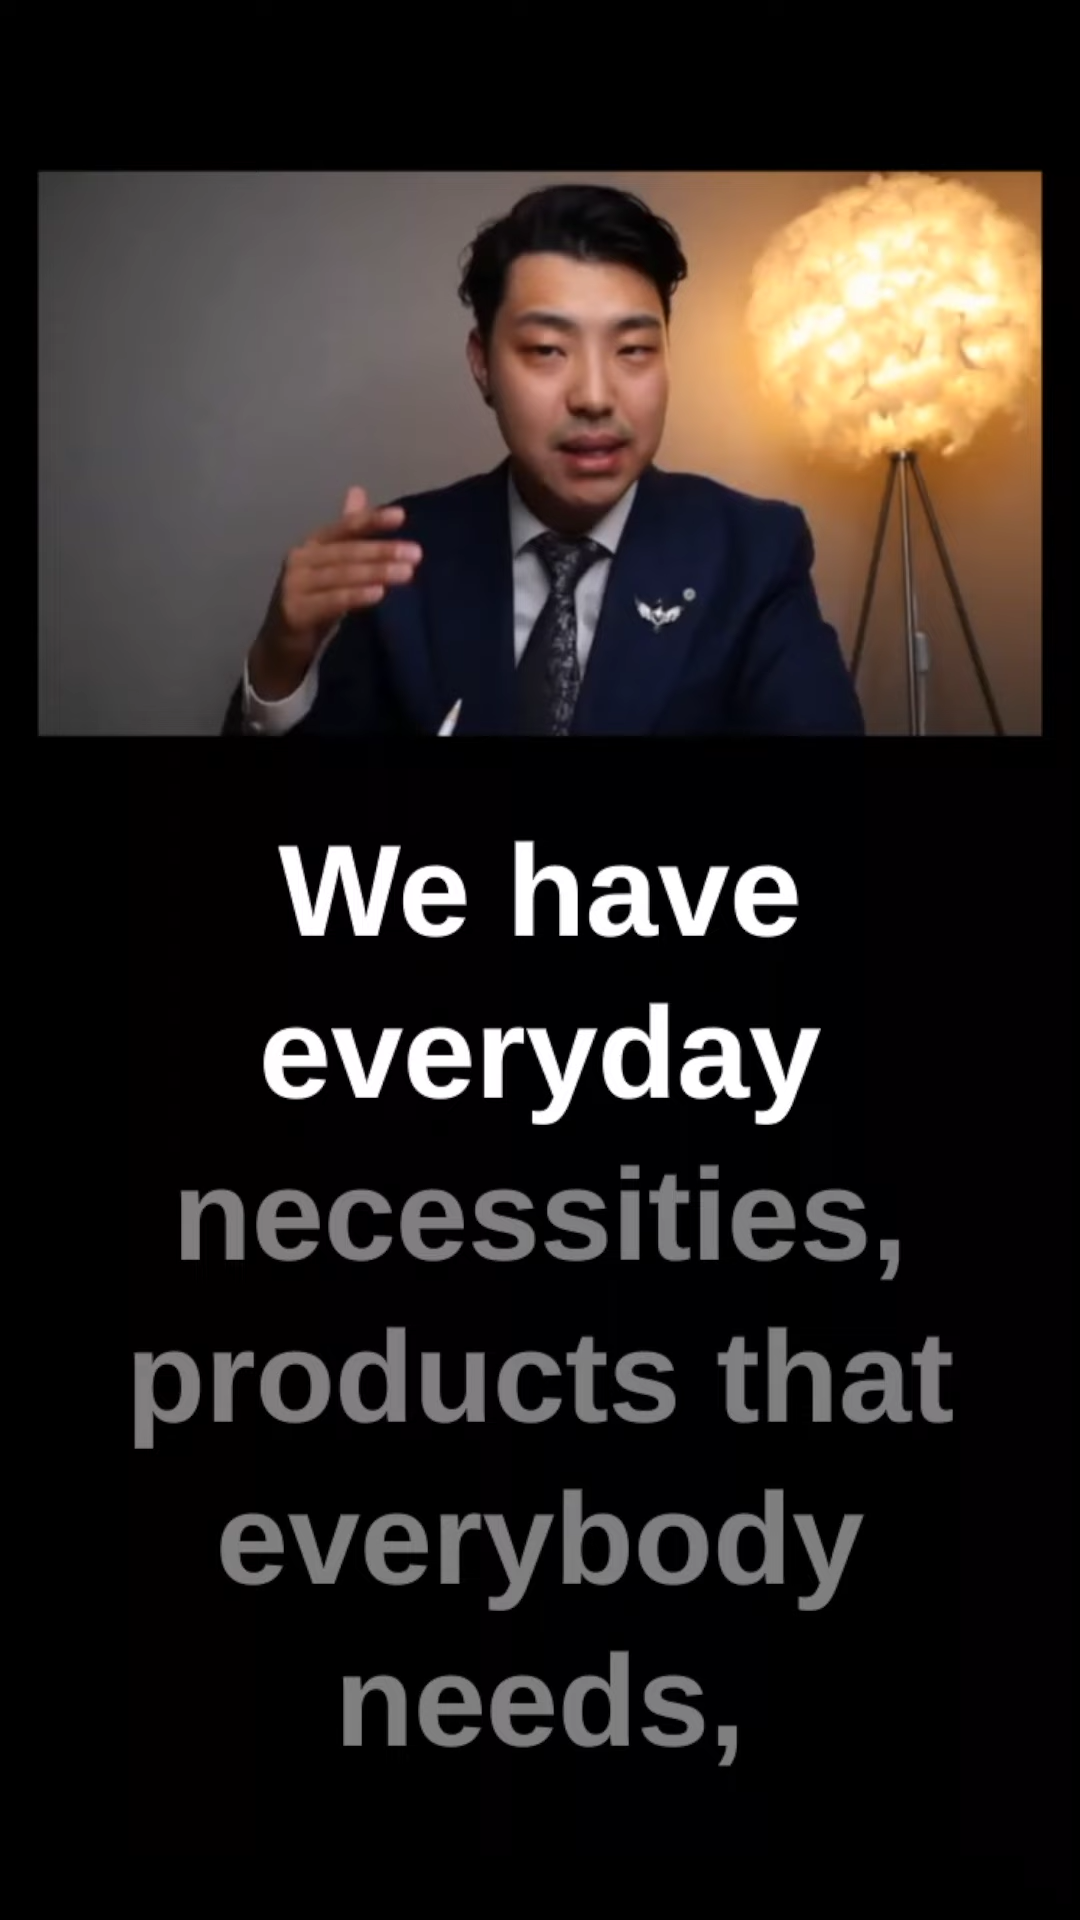 We have
everyday
necessities,
products that
everybody
needs,